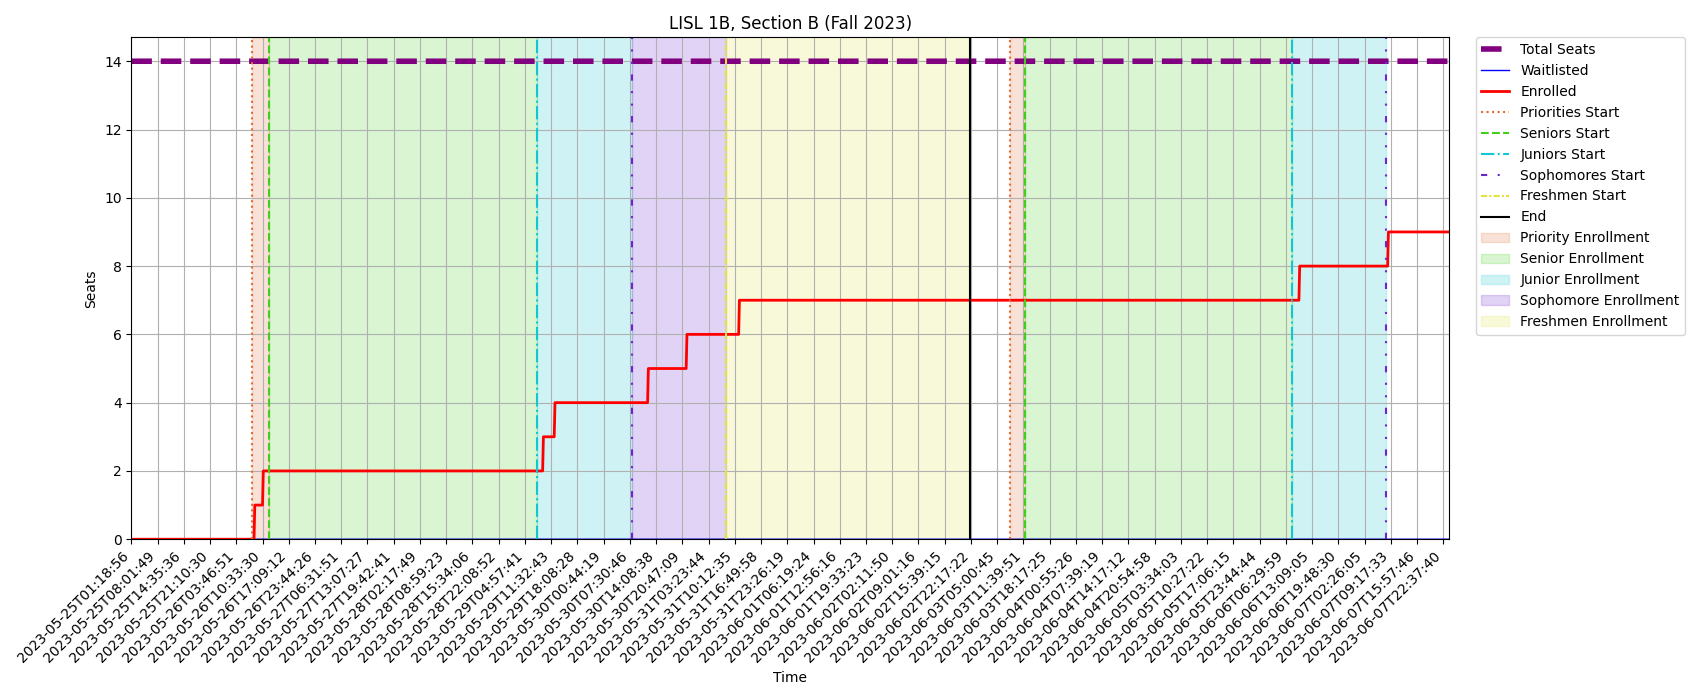 LISL 1B, Section B (Fall 2023)
Total Seats
Waitlisted
Enrolled
Priorities Start
Seniors Start
Juniors Start
Sophomores Start
Freshmen Start
End
Priority Enrollment
Senior Enrollment
Junior Enrollment
Sophomore Enrollment
Freshmen Enrollment
Seats
14
12
10
8
6
4
2
0
2023-05-25T01:18:56
2023-05-25T08:01:49
2023-05-25T14:35:36
2023-05-25T21:10:30
2023-05-26T03:46:51
2023-05-26T10:33:30
2023-05-26T17:09:12
2023-05-26T23:44:26
2023-05-27T06:31:51
2023-05-27T13:07:27
2023-05-27T19:42:41
2023-05-28T02:17:49
2023-05-28T08:59:23
2023-05-28T15:34:06
2023-05-28T22:08:52
2023-05-29T04:57:41
2023-05-29T11:32:43
2023-05-29T18:08:28
2023-05-30T00:44:19
2023-05-30T07:30:46
2023-05-30T14:08:38
2023-05-30T20:47:09
2023-05-31T03:23:44
2023-05-31T10:12:35
2023-05-31T16:49:58
2023-05-31T23:26:19
2023-06-01T06:19:24
2023-06-01T12:56:16
2023-06-01T19:33:23
2023-06-02T02:11:50
2023-06-02T09:01:16
2023-06-02T15:39:15
2023-06-02T22:17:22
2023-06-03T05:00:45
2023-06-03T11:39:51
2023-06-03T18:17:25
2023-06-04T00:55:26
2023-06-04T07:39:19
2023-06-04T14:17:12
2023-06-04T20:54:58
2023-06-05T03:34:03
2023-06-05T10:27:22
2023-06-05T17:06:15
2023-06-05T23:44:44
2023-06-06T06:29:59
2023-06-06T13:09:05
2023-06-06T19:48:30
2023-06-07T02:26:05
2023-06-07T09:17:33
2023-06-07T15:57:46
2023-06-07T22:37:40
Time